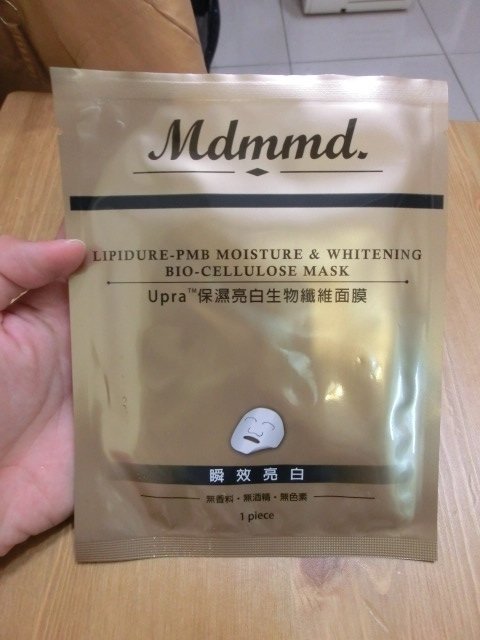 Mdmmd.
LIPIDURE-PMB MOISTURE & WHITENING
BIO-CELLULOSE MASK
Upra™保濕亮白生物纖維面膜
瞬效亮白
無香料・無酒精・無色素
1 piece